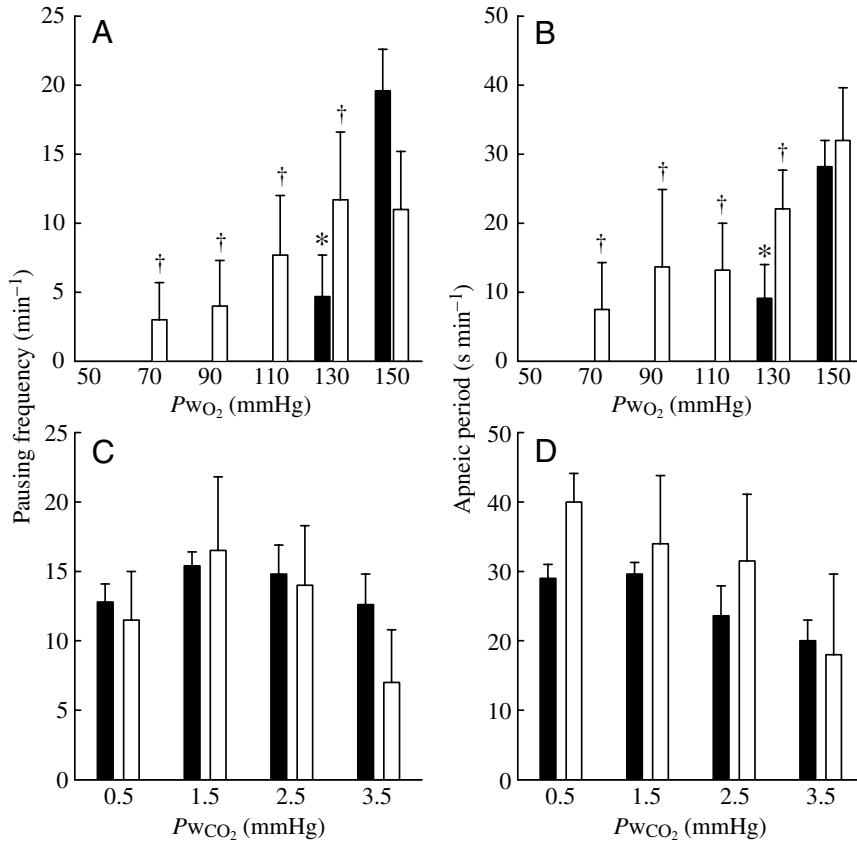 A
25
20
15
10
5
0
† † † * †
50 70 90 110 130 150
PwO₂ (mmHg)
B
50
40
30
20
10
0
† † † * †
50 70 90 110 130 150
PwO₂ (mmHg)
Pausing frequency (min⁻¹)
Apneic period (s min⁻¹)
C
25
20
15
10
5
0
0.5 1.5 2.5 3.5
PwCO₂ (mmHg)
D
50
40
30
20
10
0
0.5 1.5 2.5 3.5
PwCO₂ (mmHg)